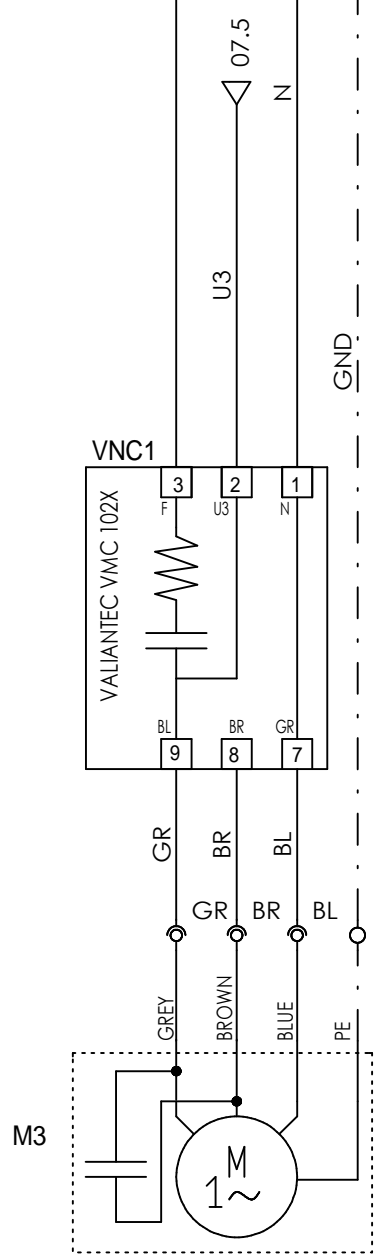 07.5
N
U3
GND
VNC1
3 2 1
F U3 N
VALIANTEC VMC 102X
BL BR GR
9 8 7
GR BR BL
GR BR BL
GREY BROWN BLUE PE
M3
M
1~